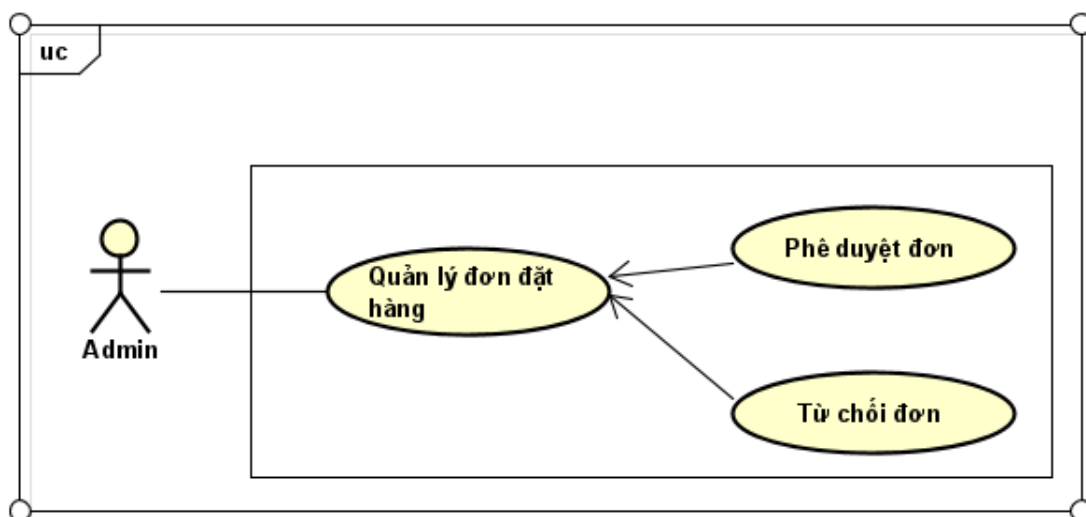 uc
Phê duyệt đơn
Quản lý đơn đặt
hàng
Admin
Từ chối đơn